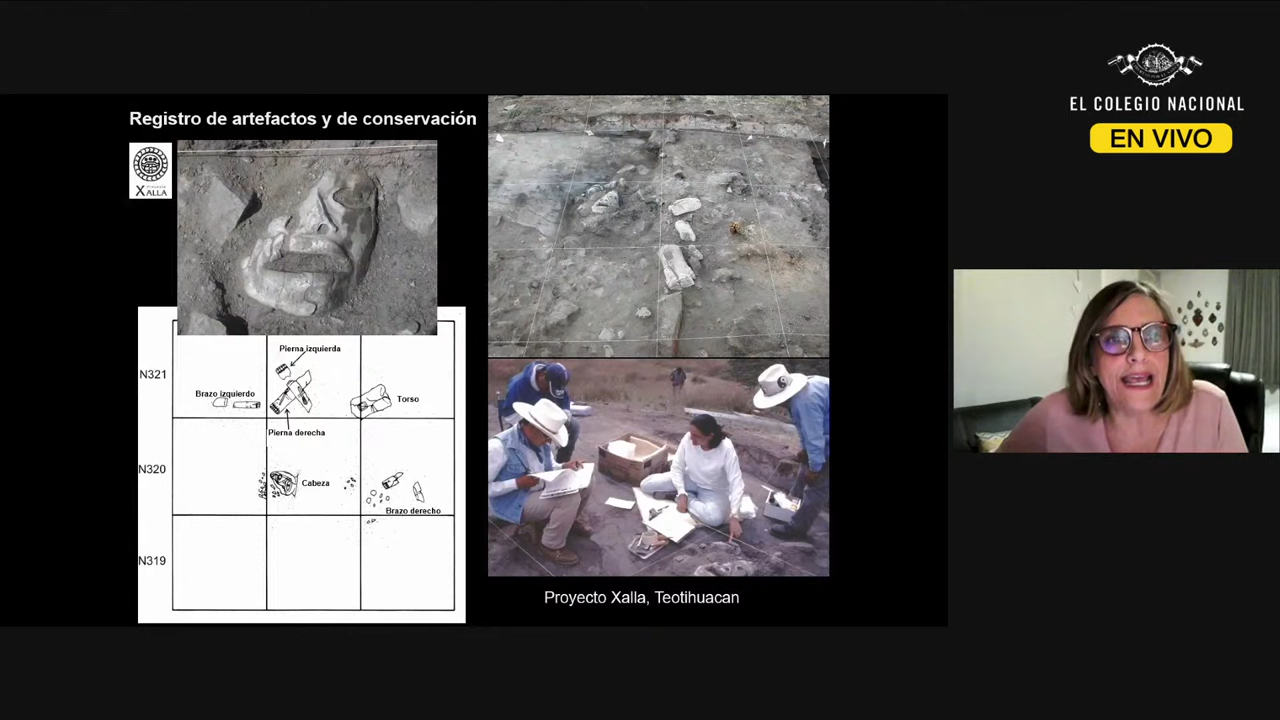 Registro de artefactos y de conservación
Proyecto
XALLA
Pierna izquierda
N321
Brazo izquierdo
Torso
Pierna derecha
N320
Cabeza
Brazo derecho
N319
Proyecto Xalla, Teotihuacan
EL COLEGIO NACIONAL
EN VIVO